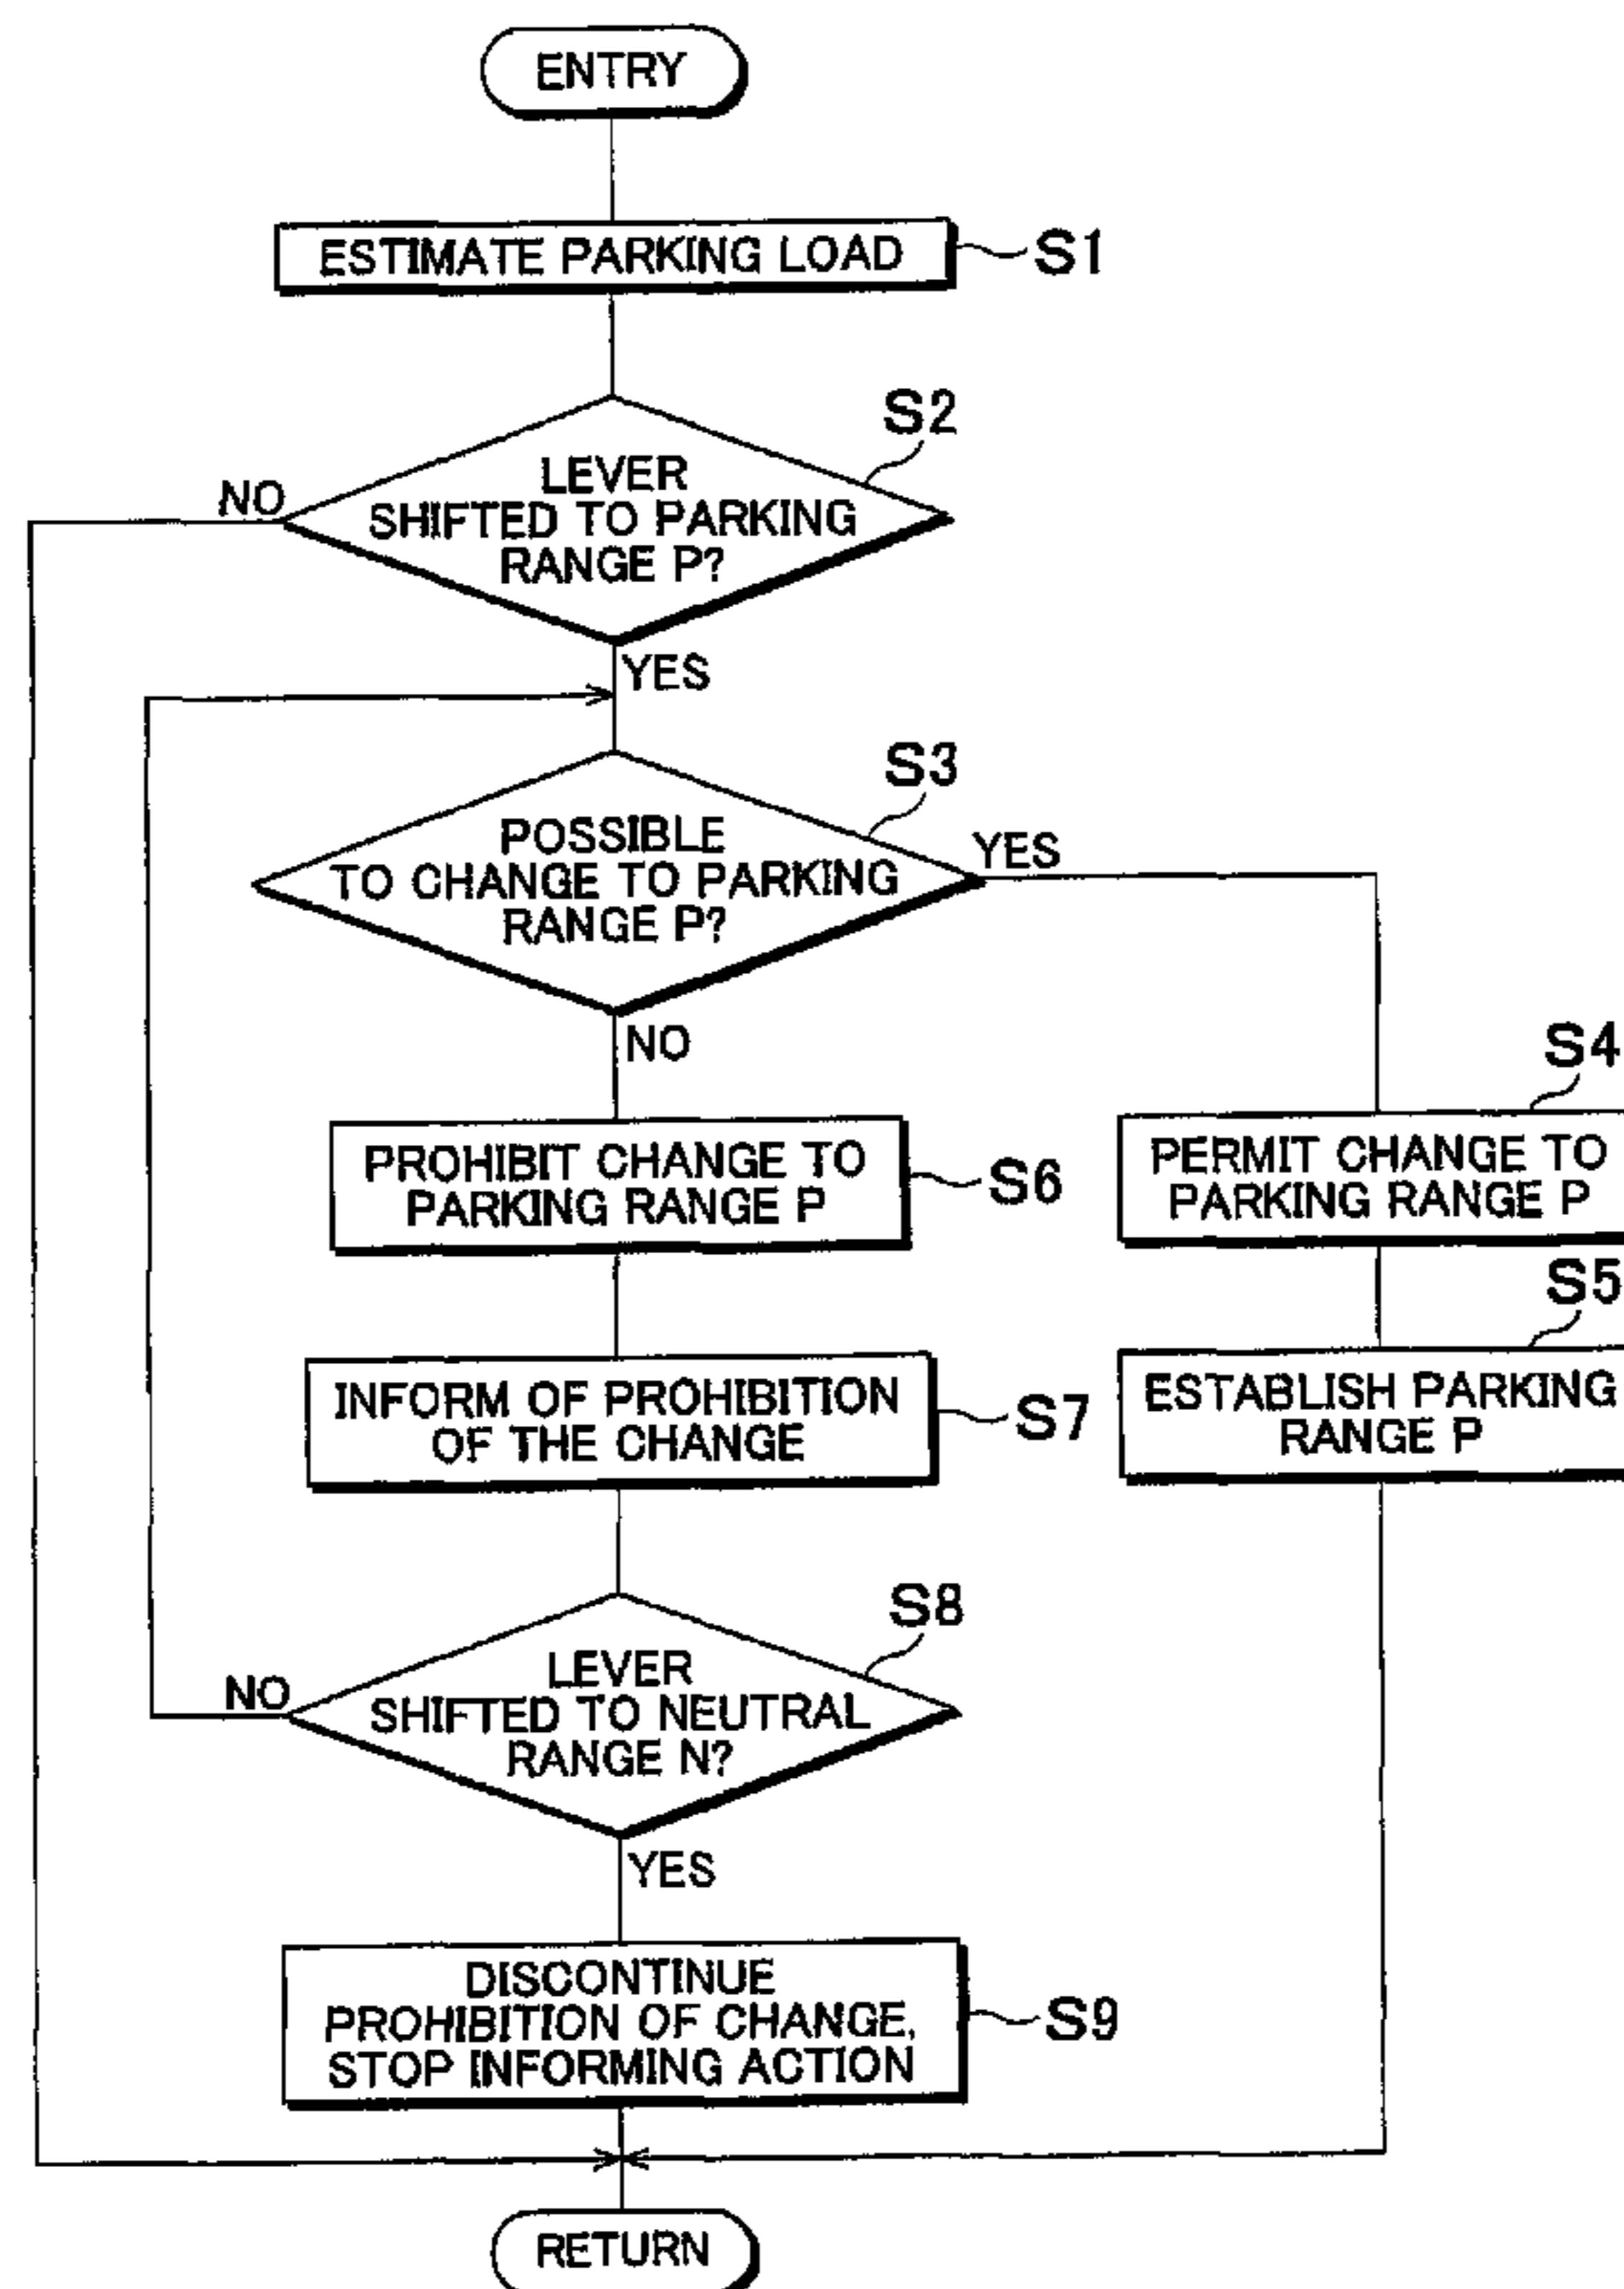 ENTRY
ESTIMATE PARKING LOAD
S1
S2
LEVER
SHIFTED TO PARKING
RANGE P?
NO
YES
S3
POSSIBLE
TO CHANGE TO PARKING
RANGE P?
YES
NO
S4
PERMIT CHANGE TO
PARKING RANGE P
S6
PROHIBIT CHANGE TO
PARKING RANGE P
S5
ESTABLISH PARKING
RANGE P
INFORM OF PROHIBITION
OF THE CHANGE
S7
S8
LEVER
SHIFTED TO NEUTRAL
RANGE N?
NO
YES
DISCONTINUE
PROHIBITION OF CHANGE,
STOP INFORMING ACTION
S9
RETURN